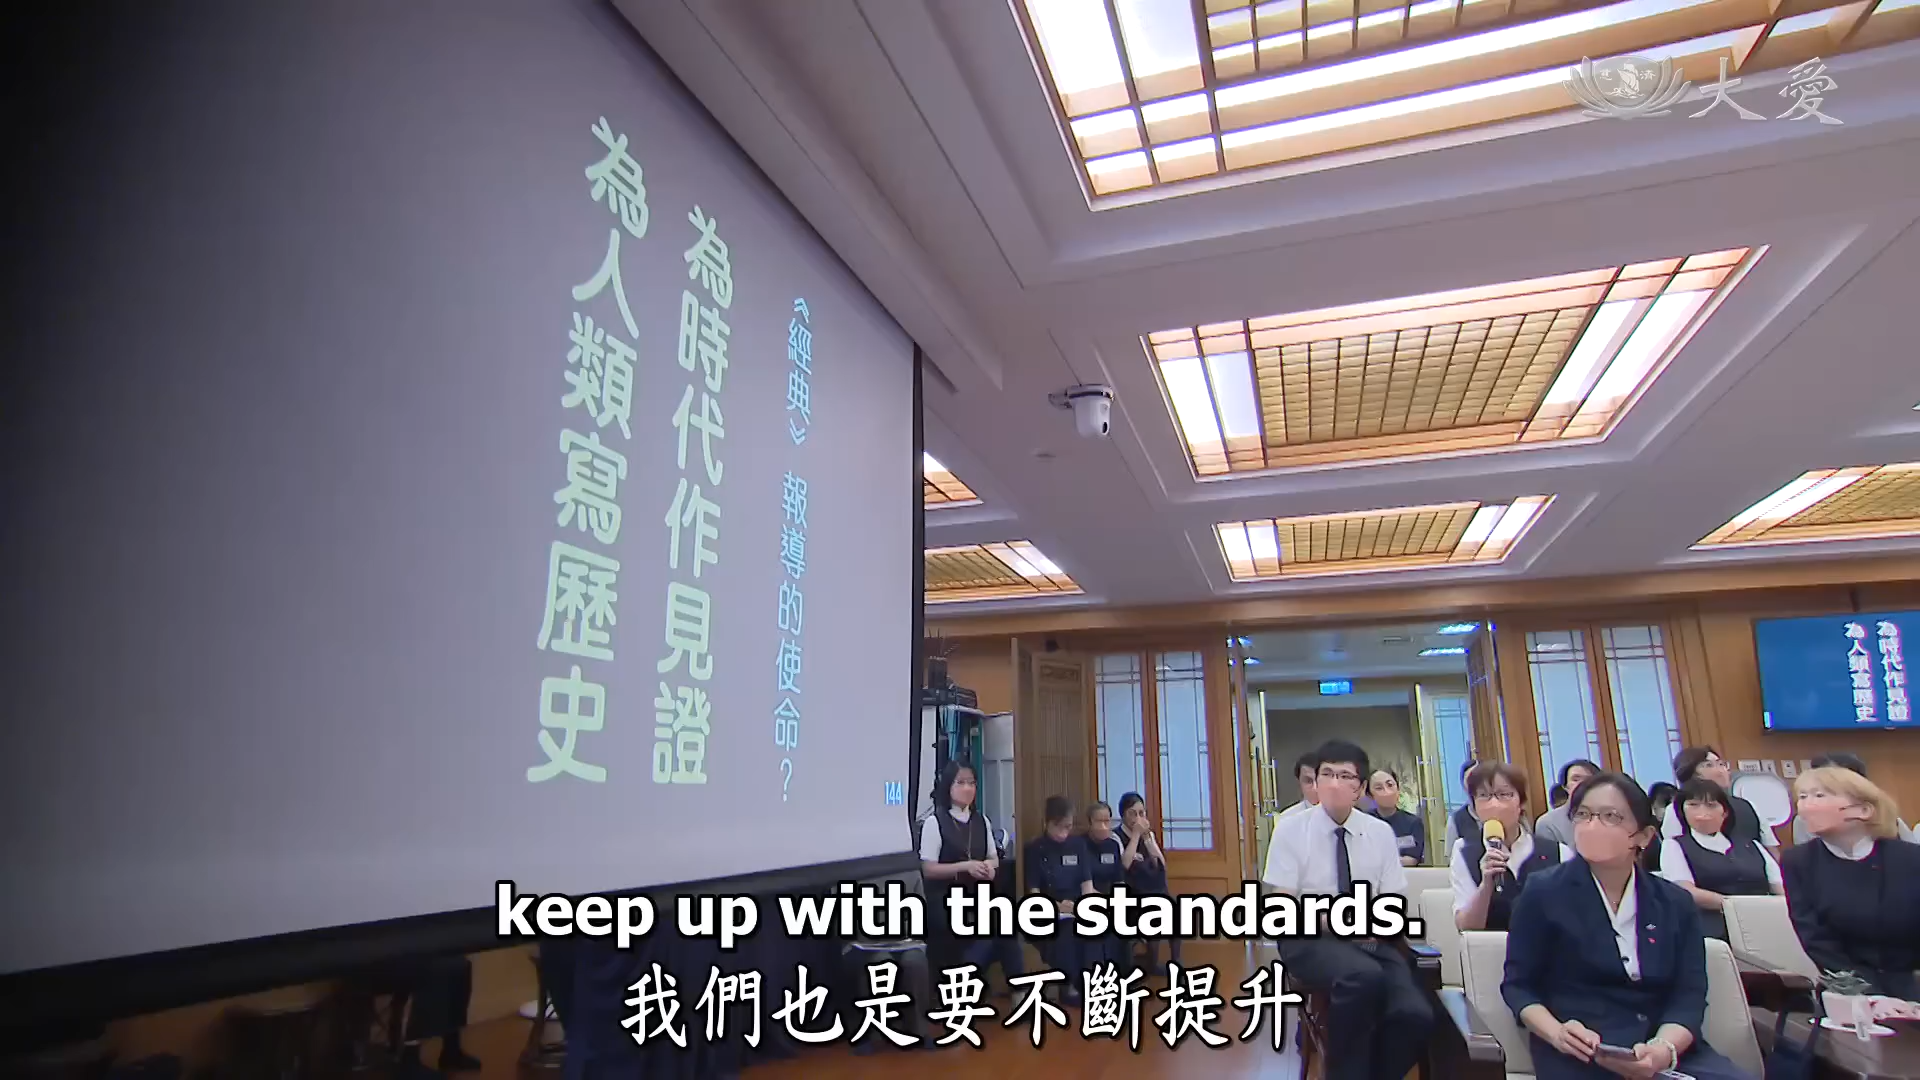 慈濟
大愛
《經典》報導的使命？
為時代作見證
為人類寫歷史
144
為時代作見證
為人類寫歷史
keep up with the standards.
我們也是要不斷提升